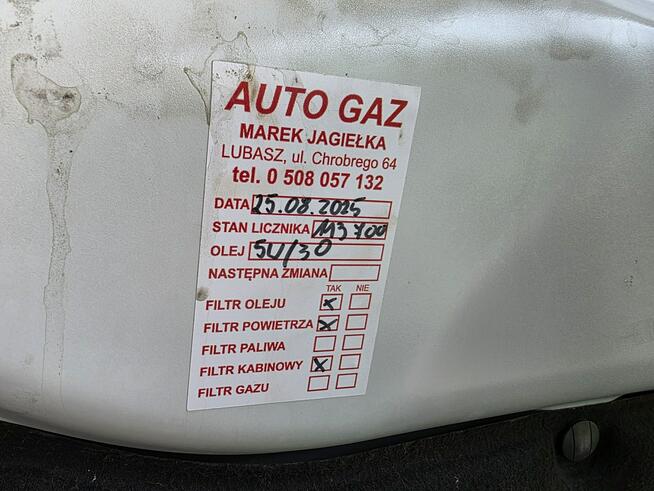 AUTO GAZ
MAREK JAGIEŁKA
LUBASZ, ul. Chrobrego 64
tel. 0 508 057 132
DATA 25.08.2025
STAN LICZNIKA 113 700
OLEJ 5W/30
NASTĘPNA ZMIANA
TAK NIE
FILTR OLEJU x
FILTR POWIETRZA x
FILTR PALIWA
FILTR KABINOWY x
FILTR GAZU